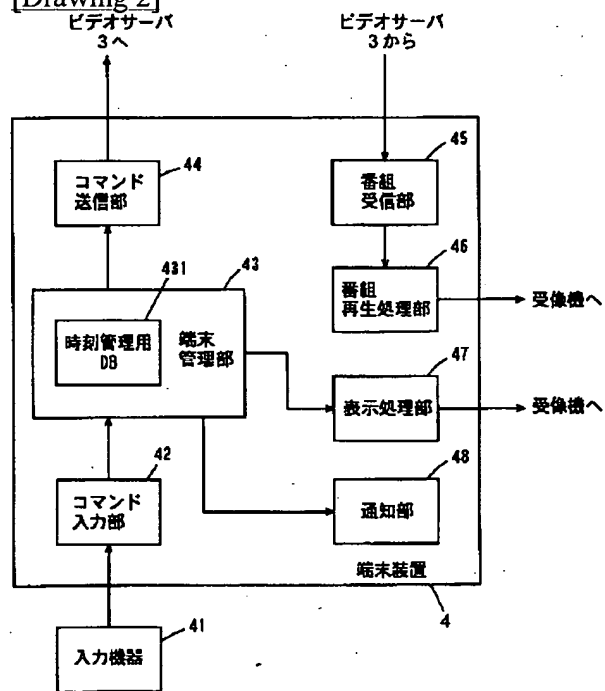 [Drawing 2]
ビデオサーバ
3へ
ビデオサーバ
3から
コマンド
送信部
44
番組
受信部
45
431
43
時刻管理用
DB
端末
管理部
番組
再生処理部
46
受像機へ
表示処理部
47
受像機へ
コマンド
入力部
42
通知部
48
端末装置
4
入力機器
41